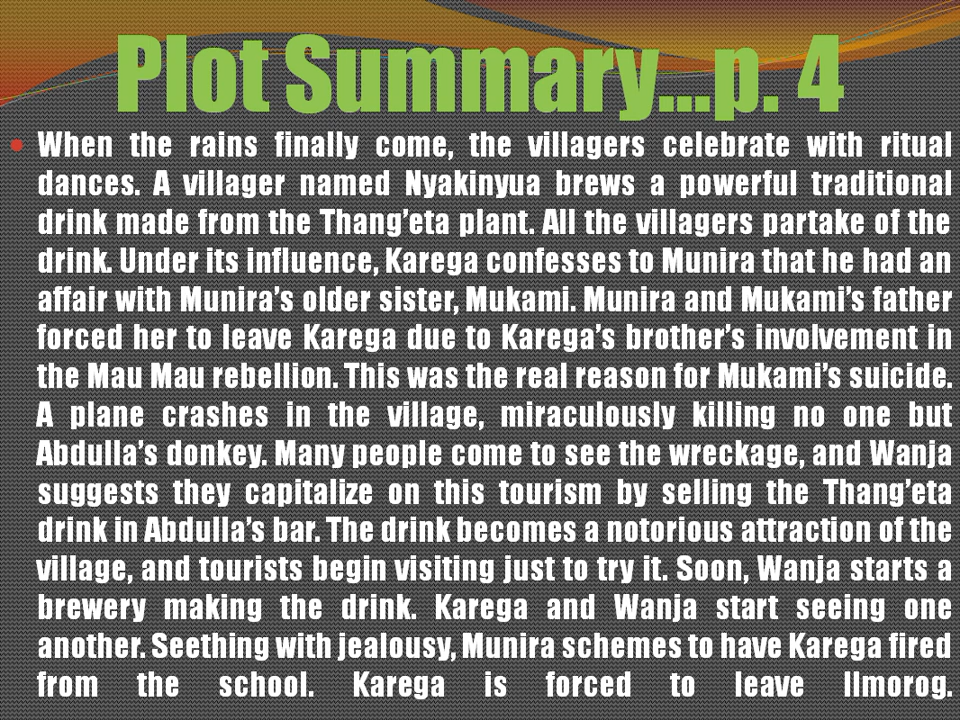 Plot Summary...p. 4
• When the rains finally come, the villagers celebrate with ritual
dances. A villager named Nyakinyua brews a powerful traditional
drink made from the Thang’eta plant. All the villagers partake of the
drink. Under its influence, Karega confesses to Munira that he had an
affair with Munira’s older sister, Mukami. Munira and Mukami’s father
forced her to leave Karega due to Karega’s brother’s involvement in
the Mau Mau rebellion. This was the real reason for Mukami’s suicide.
A plane crashes in the village, miraculously killing no one but
Abdulla’s donkey. Many people come to see the wreckage, and Wanja
suggests they capitalize on this tourism by selling the Thang’eta
drink in Abdulla’s bar. The drink becomes a notorious attraction of the
village, and tourists begin visiting just to try it. Soon, Wanja starts a
brewery making the drink. Karega and Wanja start seeing one
another. Seething with jealousy, Munira schemes to have Karega fired
from the school. Karega is forced to leave Ilmorog.